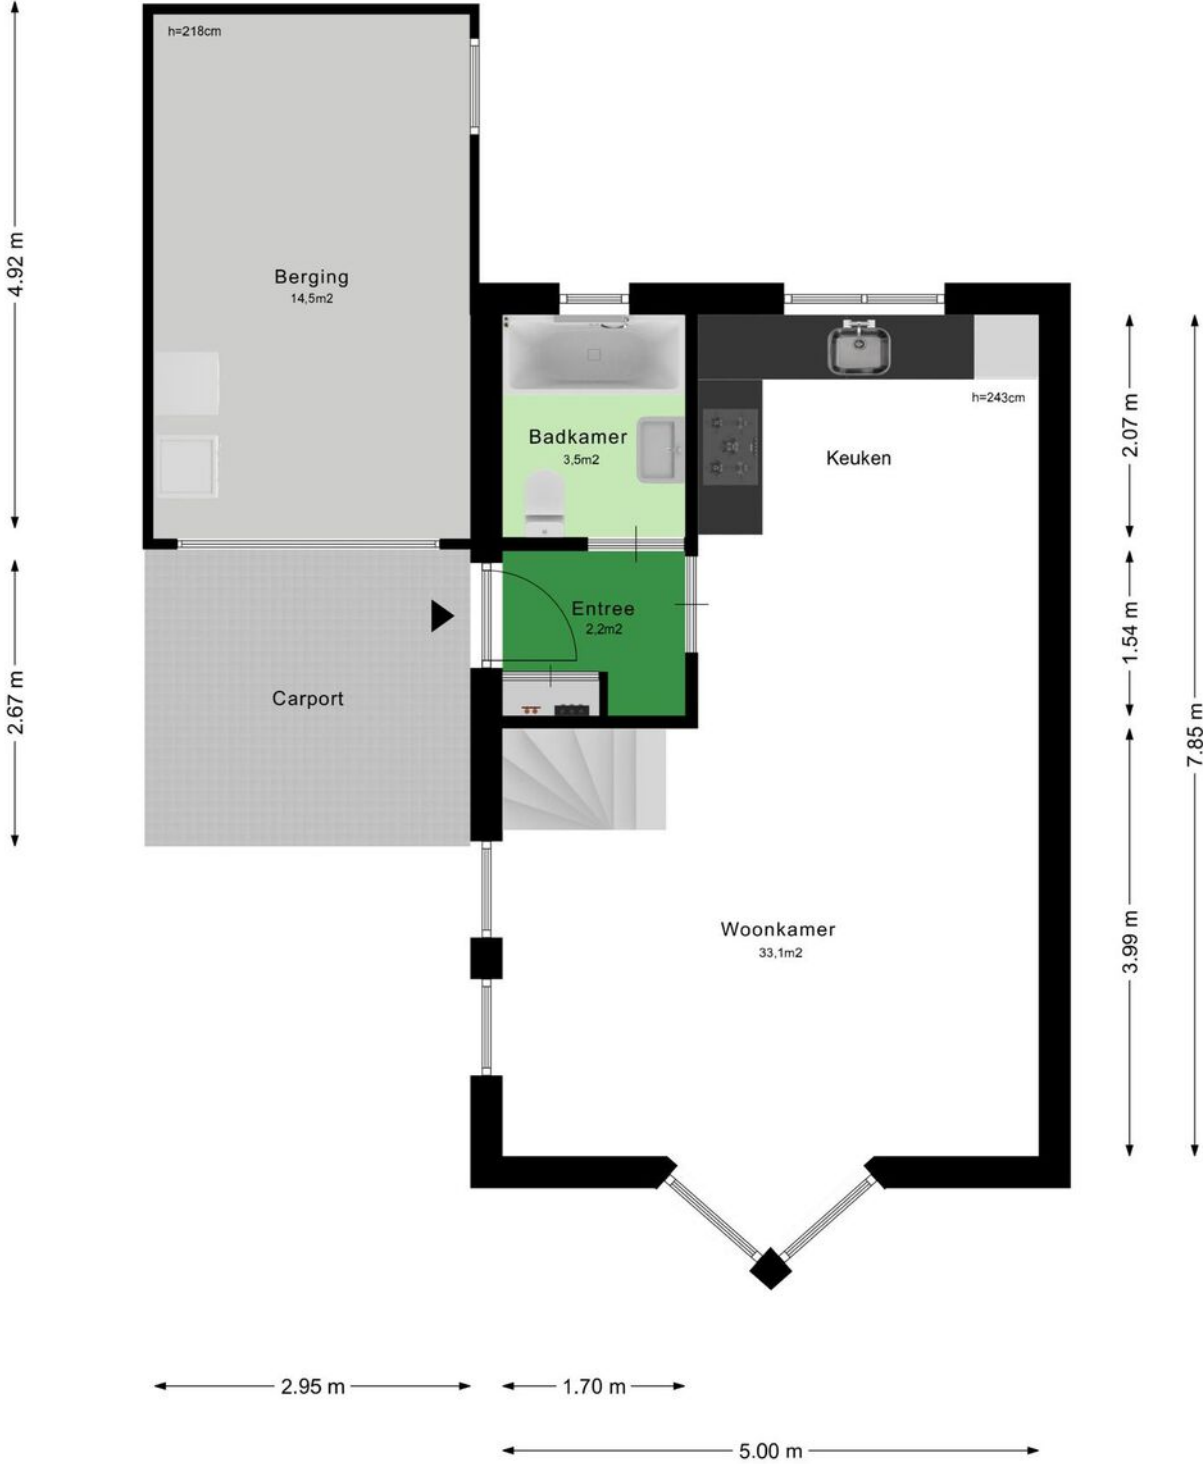 h=218cm
4.92 m
Berging
14,5m2
Badkamer
3,5m2
h=243cm
Keuken
2.07 m
Entree
2,2m2
1.54 m
Carport
2.67 m
7.85 m
Woonkamer
33,1m2
3.99 m
2.95 m
1.70 m
5.00 m